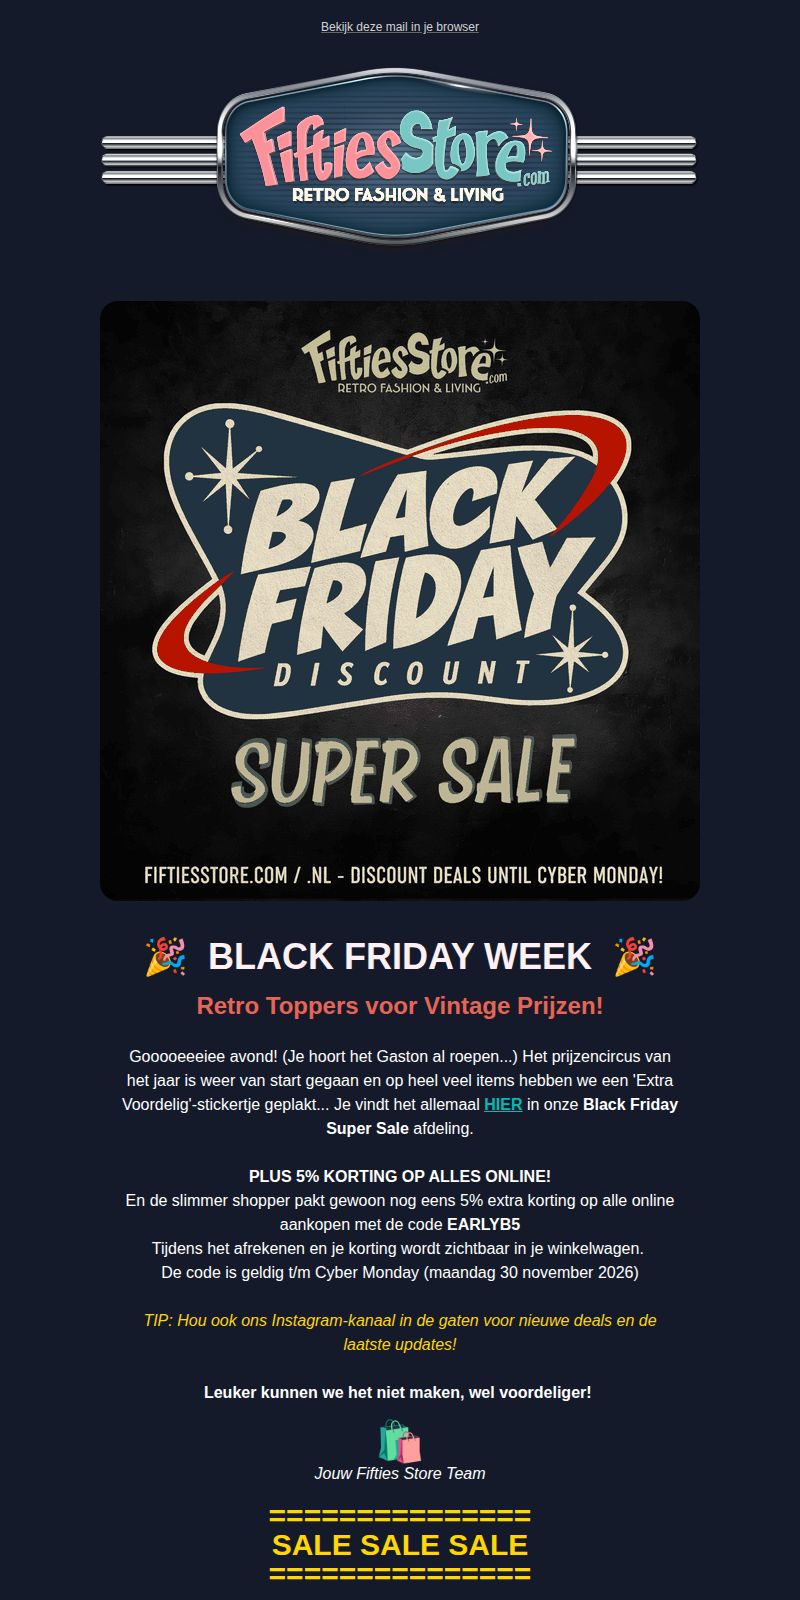 Bekijk deze mail in je browser
FiftiesStore.com
RETRO FASHION & LIVING
FiftiesStore.com
RETRO FASHION & LIVING
BLACK
FRIDAY
DISCOUNT
SUPER SALE
FIFTIESSTORE.COM / .NL - DISCOUNT DEALS UNTIL CYBER MONDAY!
🎉 BLACK FRIDAY WEEK 🎉
Retro Toppers voor Vintage Prijzen!
Gooooeeeiee avond! (Je hoort het Gaston al roepen...) Het prijzencircus van
het jaar is weer van start gegaan en op heel veel items hebben we een 'Extra
Voordelig'-stickertje geplakt... Je vindt het allemaal HIER in onze Black Friday
Super Sale afdeling.
PLUS 5% KORTING OP ALLES ONLINE!
En de slimmer shopper pakt gewoon nog eens 5% extra korting op alle online
aankopen met de code EARLYB5
Tijdens het afrekenen en je korting wordt zichtbaar in je winkelwagen.
De code is geldig t/m Cyber Monday (maandag 30 november 2026)
TIP: Hou ook ons Instagram-kanaal in de gaten voor nieuwe deals en de
laatste updates!
Leuker kunnen we het niet maken, wel voordeliger!
🛍️
Jouw Fifties Store Team
===============
SALE SALE SALE
===============